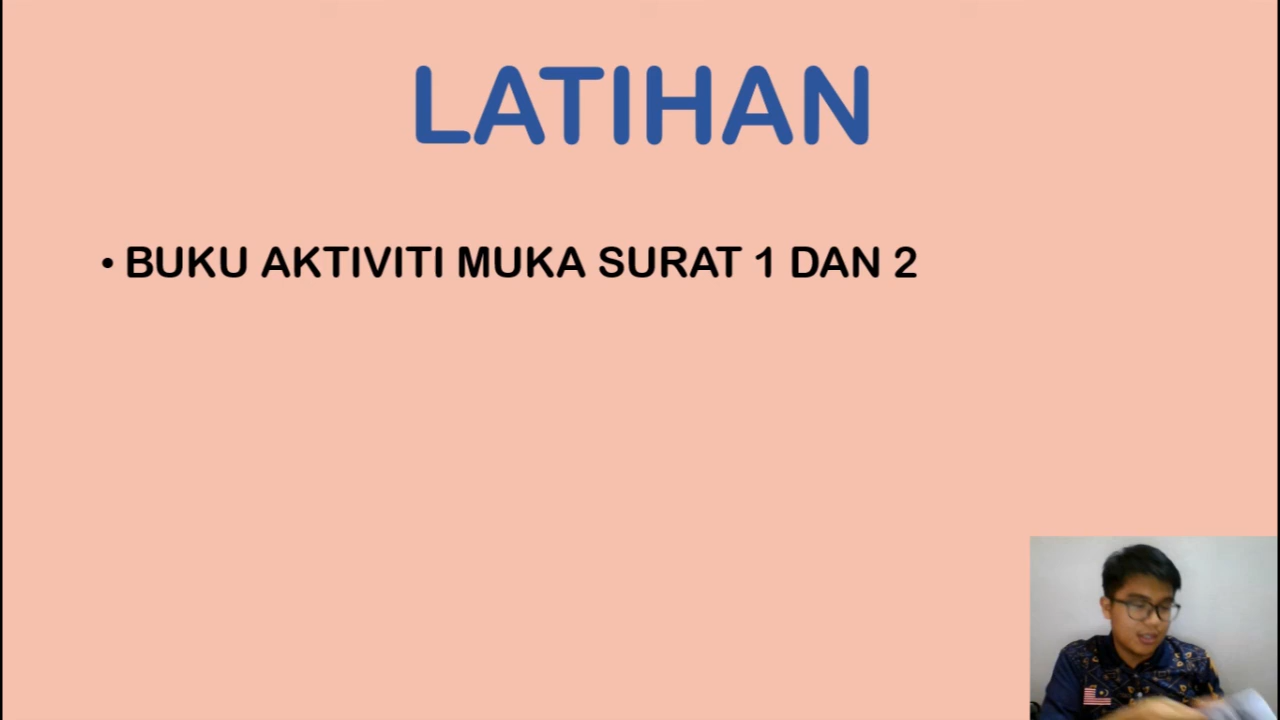 LATIHAN
• BUKU AKTIVITI MUKA SURAT 1 DAN 2